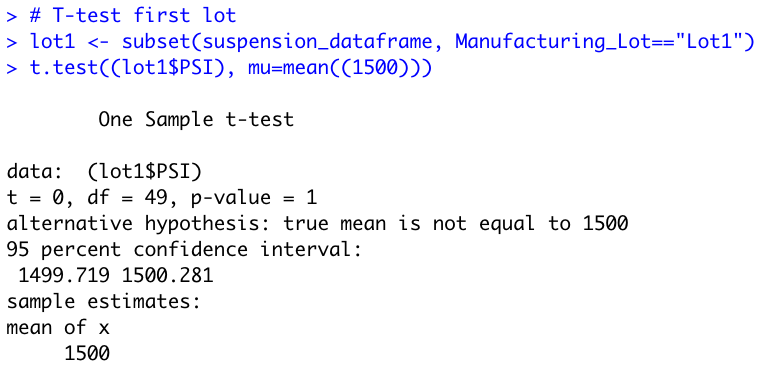 > # T-test first lot
> lot1 <- subset(suspension_dataframe, Manufacturing_Lot=="Lot1")
> t.test((lot1$PSI), mu=mean((1500)))
One Sample t-test
data:  (lot1$PSI)
t = 0, df = 49, p-value = 1
alternative hypothesis: true mean is not equal to 1500
95 percent confidence interval:
1499.719 1500.281
sample estimates:
mean of x
1500